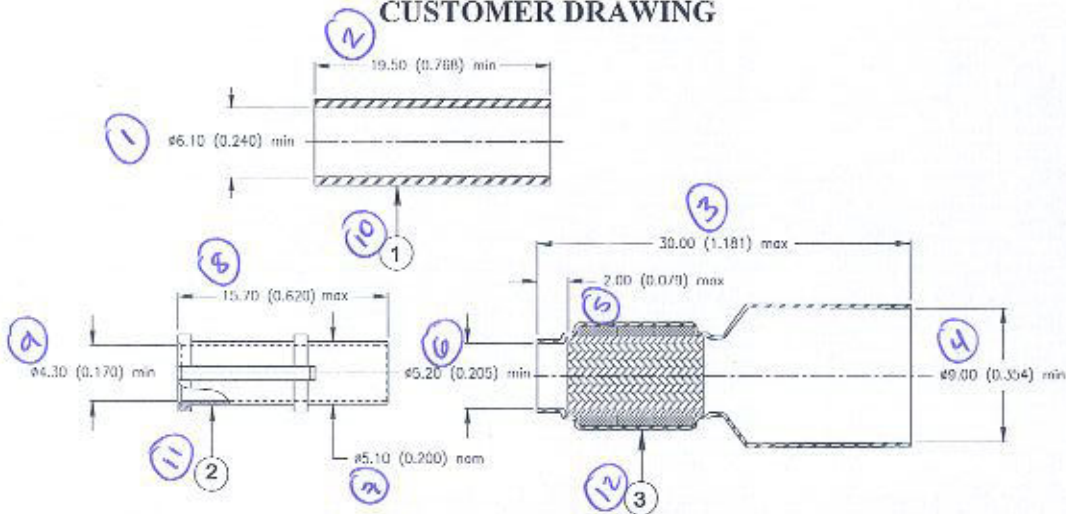 CUSTOMER DRAWING
2
19.50 (0.768) min
1
ø6.10 (0.240) min
10
1
3
30.00 (1.181) max
8
15.70 (0.620) max
2.00 (0.079) max
5
9
ø4.30 (0.170) min
6
ø5.20 (0.205) min
4
ø9.00 (0.354) min
11
2
ø5.10 (0.200) nom
12
3